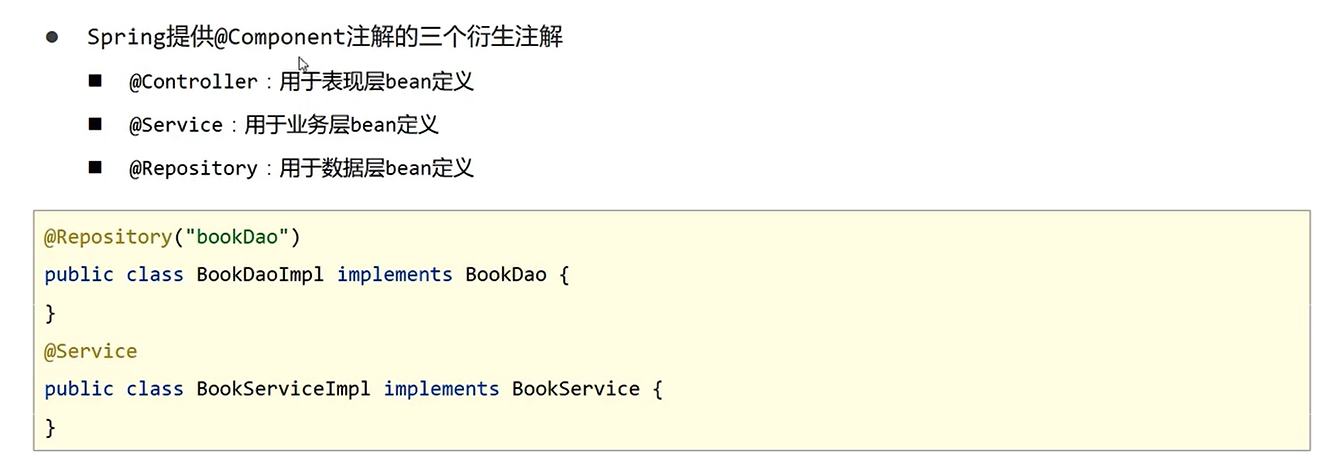 Spring提供@Component注解的三个衍生注解
@Controller：用于表现层bean定义
@Service：用于业务层bean定义
@Repository：用于数据层bean定义
@Repository("bookDao")
public class BookDaoImpl implements BookDao {
}
@Service
public class BookServiceImpl implements BookService {
}